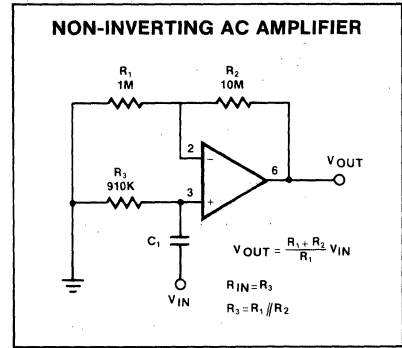 NON-INVERTING AC AMPLIFIER
R1
1M
R2
10M
2
−
6
VOUT
R3
910K
3
+
C1
VIN
VOUT = R1 + R2 / R1 VIN
RIN = R3
R3 = R1 // R2